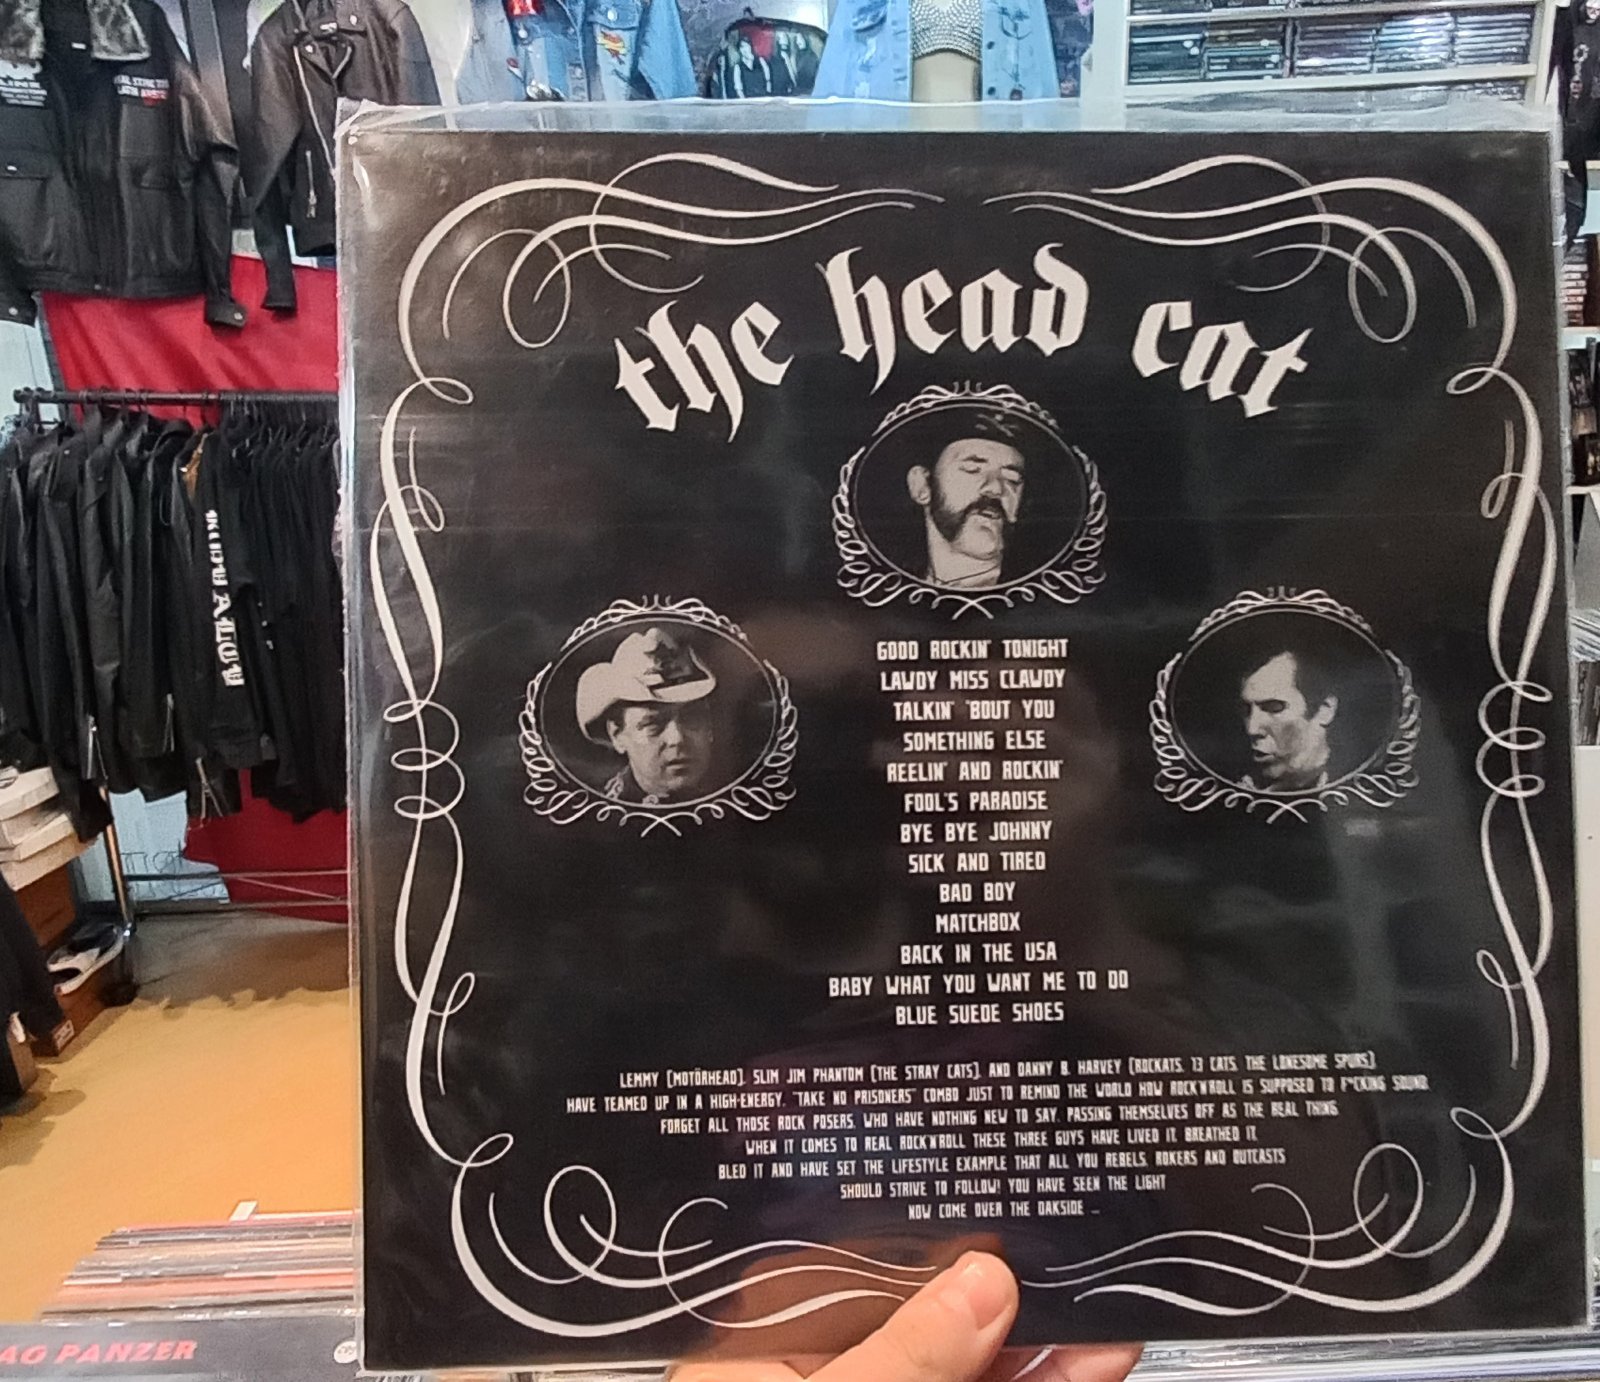 the head cat
GOOD ROCKIN' TONIGHT
LAWDY MISS CLAWDY
TALKIN' 'BOUT YOU
SOMETHING ELSE
REELIN' AND ROCKIN'
FOOL'S PARADISE
BYE BYE JOHNNY
SICK AND TIRED
BAD BOY
MATCHBOX
BACK IN THE USA
BABY WHAT YOU WANT ME TO DO
BLUE SUEDE SHOES
LEMMY (MOTÖRHEAD), SLIM JIM PHANTOM (THE STRAY CATS), AND DANNY B. HARVEY (ROCKATS, 13 CATS, THE LONESOME SPURS)
HAVE TEAMED UP IN A HIGH-ENERGY, "TAKE NO PRISONERS" COMBO JUST TO REMIND THE WORLD HOW ROCK'N'ROLL IS SUPPOSED TO F*CKING SOUND.
FORGET ALL THOSE ROCK POSERS, WHO HAVE NOTHING NEW TO SAY, PASSING THEMSELVES OFF AS THE REAL THING.
WHEN IT COMES TO REAL ROCK'N'ROLL THESE THREE GUYS HAVE LIVED IT, BREATHED IT,
BLED IT AND HAVE SET THE LIFESTYLE EXAMPLE THAT ALL YOU REBELS, ROKERS AND OUTCASTS
SHOULD STRIVE TO FOLLOW! YOU HAVE SEEN THE LIGHT
NOW COME OVER THE DAKSIDE ...
AG PANZER